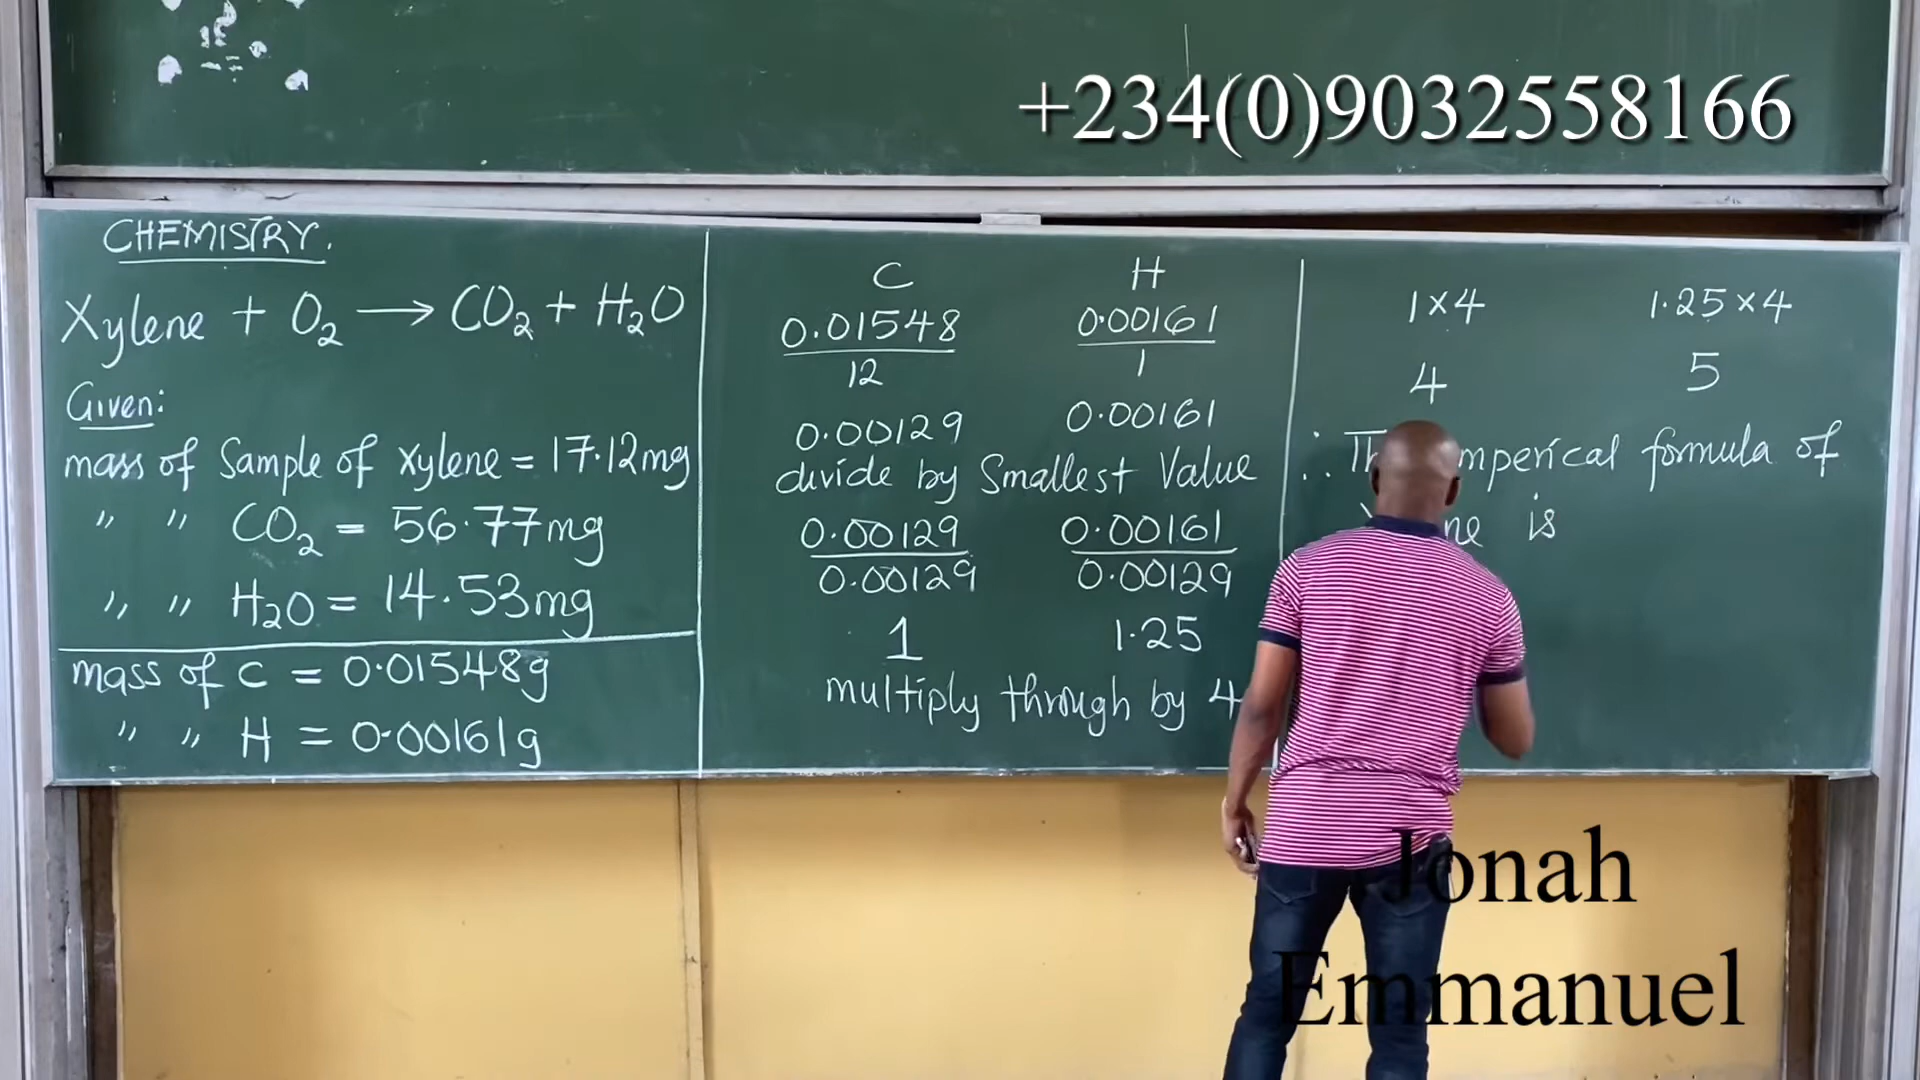 +234(0)9032558166
CHEMISTRY.
Xylene + O₂ ⟶ CO₂ + H₂O
Given:
mass of Sample of Xylene = 17.12mg
" " CO₂ = 56.77mg
" " H₂O = 14.53mg
mass of C = 0.01548g
" " H = 0.00161g
C H
0.01548 0.00161
12 1
0.00129 0.00161
divide by Smallest Value
0.00129 0.00161
0.00129 0.00129
1 1.25
multiply through by 4
1×4 1.25×4
4 5
∴ formula of
is
Jonah
Emmanuel